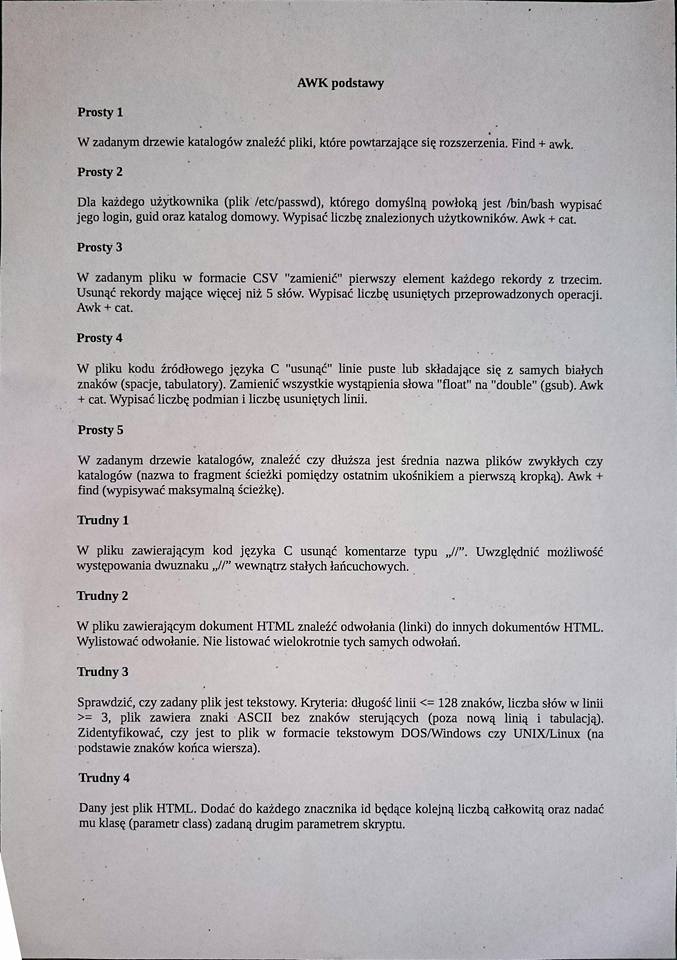 AWK podstawy
Prosty 1
W zadanym drzewie katalogów znaleźć pliki, które powtarzające się rozszerzenia. Find + awk.
Prosty 2
Dla każdego użytkownika (plik /etc/passwd), którego domyślną powłoką jest /bin/bash wypisać
jego login, guid oraz katalog domowy. Wypisać liczbę znalezionych użytkowników. Awk + cat.
Prosty 3
W zadanym pliku w formacie CSV "zamienić" pierwszy element każdego rekordy z trzecim.
Usunąć rekordy mające więcej niż 5 słów. Wypisać liczbę usuniętych przeprowadzonych operacji.
Awk + cat.
Prosty 4
W pliku kodu źródłowego języka C "usunąć" linie puste lub składające się z samych białych
znaków (spacje, tabulatory). Zamienić wszystkie wystąpienia słowa "float" na "double" (gsub). Awk
+ cat. Wypisać liczbę podmian i liczbę usuniętych linii.
Prosty 5
W zadanym drzewie katalogów, znaleźć czy dłuższa jest średnia nazwa plików zwykłych czy
katalogów (nazwa to fragment ścieżki pomiędzy ostatnim ukośnikiem a pierwszą kropką). Awk +
find (wypisywać maksymalną ścieżkę).
Trudny 1
W pliku zawierającym kod języka C usunąć komentarze typu „//”. Uwzględnić możliwość
występowania dwuznaku „//” wewnątrz stałych łańcuchowych.
Trudny 2
W pliku zawierającym dokument HTML znaleźć odwołania (linki) do innych dokumentów HTML.
Wylistować odwołanie. Nie listować wielokrotnie tych samych odwołań.
Trudny 3
Sprawdzić, czy zadany plik jest tekstowy. Kryteria: długość linii <= 128 znaków, liczba słów w linii
>= 3, plik zawiera znaki ASCII bez znaków sterujących (poza nową linią i tabulacją).
Zidentyfikować, czy jest to plik w formacie tekstowym DOS/Windows czy UNIX/Linux (na
podstawie znaków końca wiersza).
Trudny 4
Dany jest plik HTML. Dodać do każdego znacznika id będące kolejną liczbą całkowitą oraz nadać
mu klasę (parametr class) zadaną drugim parametrem skryptu.